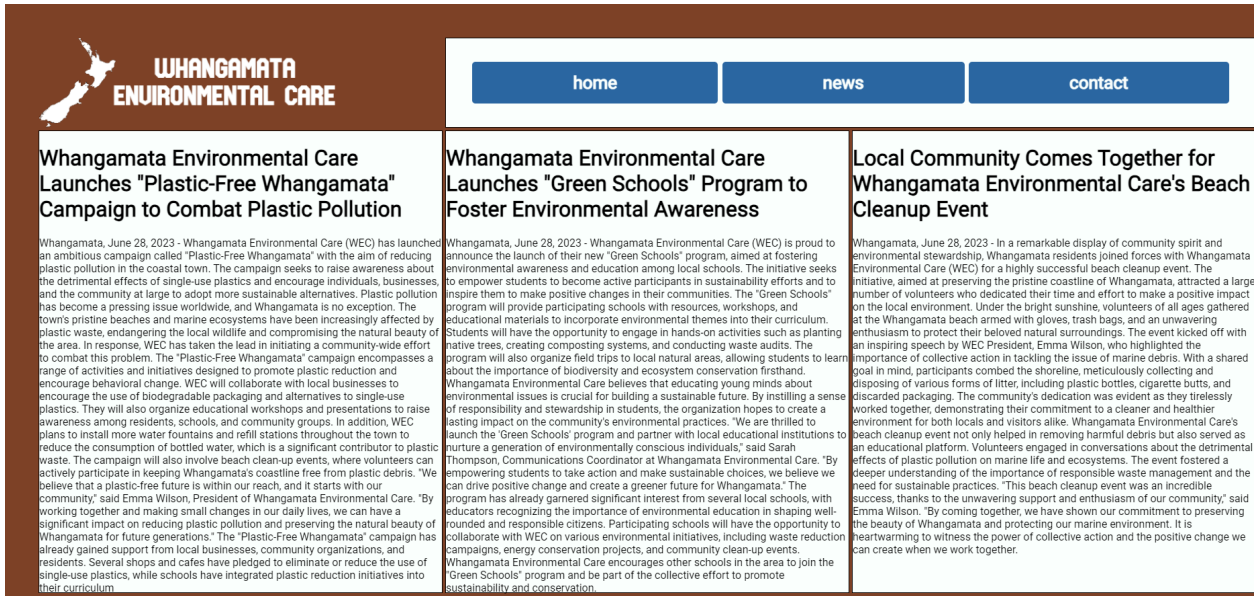 WHANGAMATA
ENVIRONMENTAL CARE
home
news
contact
Whangamata Environmental Care
Launches "Plastic-Free Whangamata"
Campaign to Combat Plastic Pollution
Whangamata, June 28, 2023 - Whangamata Environmental Care (WEC) has launched
an ambitious campaign called "Plastic-Free Whangamata" with the aim of reducing
plastic pollution in the coastal town. The campaign seeks to raise awareness about
the detrimental effects of single-use plastics and encourage individuals, businesses,
and the community at large to adopt more sustainable alternatives. Plastic pollution
has become a pressing issue worldwide, and Whangamata is no exception. The
town's pristine beaches and marine ecosystems have been increasingly affected by
plastic waste, endangering the local wildlife and compromising the natural beauty of
the area. In response, WEC has taken the lead in initiating a community-wide effort
to combat this problem. The "Plastic-Free Whangamata" campaign encompasses a
range of activities and initiatives designed to promote plastic reduction and
encourage behavioral change. WEC will collaborate with local businesses to
encourage the use of biodegradable packaging and alternatives to single-use
plastics. They will also organize educational workshops and presentations to raise
awareness among residents, schools, and community groups. In addition, WEC
plans to install more water fountains and refill stations throughout the town to
reduce the consumption of bottled water, which is a significant contributor to plastic
waste. The campaign will also involve beach clean-up events, where volunteers can
actively participate in keeping Whangamata's coastline free from plastic debris. "We
believe that a plastic-free future is within our reach, and it starts with our
community," said Emma Wilson, President of Whangamata Environmental Care. "By
working together and making small changes in our daily lives, we can have a
significant impact on reducing plastic pollution and preserving the natural beauty of
Whangamata for future generations." The "Plastic-Free Whangamata" campaign has
already gained support from local businesses, community organizations, and
residents. Several shops and cafes have pledged to eliminate or reduce the use of
single-use plastics, while schools have integrated plastic reduction initiatives into
their curriculum
Whangamata Environmental Care
Launches "Green Schools" Program to
Foster Environmental Awareness
Whangamata, June 28, 2023 - Whangamata Environmental Care (WEC) is proud to
announce the launch of their new "Green Schools" program, aimed at fostering
environmental awareness and education among local schools. The initiative seeks
to empower students to become active participants in sustainability efforts and to
inspire them to make positive changes in their communities. The "Green Schools"
program will provide participating schools with resources, workshops, and
educational materials to incorporate environmental themes into their curriculum.
Students will have the opportunity to engage in hands-on activities such as planting
native trees, creating composting systems, and conducting waste audits. The
program will also organize field trips to local natural areas, allowing students to learn
about the importance of biodiversity and ecosystem conservation firsthand.
Whangamata Environmental Care believes that educating young minds about
environmental issues is crucial for building a sustainable future. By instilling a sense
of responsibility and stewardship in students, the organization hopes to create a
lasting impact on the community's environmental practices. "We are thrilled to
launch the 'Green Schools' program and partner with local educational institutions to
nurture a generation of environmentally conscious individuals," said Sarah
Thompson, Communications Coordinator at Whangamata Environmental Care. "By
empowering students to take action and make sustainable choices, we believe we
can drive positive change and create a greener future for Whangamata." The
program has already garnered significant interest from several local schools, with
educators recognizing the importance of environmental education in shaping well-
rounded and responsible citizens. Participating schools will have the opportunity to
collaborate with WEC on various environmental initiatives, including waste reduction
campaigns, energy conservation projects, and community clean-up events.
Whangamata Environmental Care encourages other schools in the area to join the
"Green Schools" program and be part of the collective effort to promote
sustainability and conservation.
Local Community Comes Together for
Whangamata Environmental Care's Beach
Cleanup Event
Whangamata, June 28, 2023 - In a remarkable display of community spirit and
environmental stewardship, Whangamata residents joined forces with Whangamata
Environmental Care (WEC) for a highly successful beach cleanup event. The
initiative, aimed at preserving the pristine coastline of Whangamata, attracted a large
number of volunteers who dedicated their time and effort to make a positive impact
on the local environment. Under the bright sunshine, volunteers of all ages gathered
at the Whangamata beach armed with gloves, trash bags, and an unwavering
enthusiasm to protect their beloved natural surroundings. The event kicked off with
an inspiring speech by WEC President, Emma Wilson, who highlighted the
importance of collective action in tackling the issue of marine debris. With a shared
goal in mind, participants combed the shoreline, meticulously collecting and
disposing of various forms of litter, including plastic bottles, cigarette butts, and
discarded packaging. The community's dedication was evident as they tirelessly
worked together, demonstrating their commitment to a cleaner and healthier
environment for both locals and visitors alike. Whangamata Environmental Care's
beach cleanup event not only helped in removing harmful debris but also served as
an educational platform. Volunteers engaged in conversations about the detrimental
effects of plastic pollution on marine life and ecosystems. The event fostered a
deeper understanding of the importance of responsible waste management and the
need for sustainable practices. "This beach cleanup event was an incredible
success, thanks to the unwavering support and enthusiasm of our community," said
Emma Wilson. "By coming together, we have shown our commitment to preserving
the beauty of Whangamata and protecting our marine environment. It is
heartwarming to witness the power of collective action and the positive change we
can create when we work together.